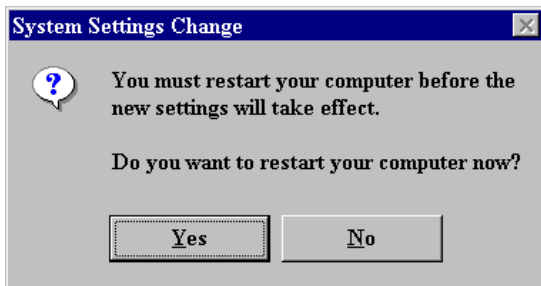 System Settings Change
You must restart your computer before the
new settings will take effect.
Do you want to restart your computer now?
Yes
No